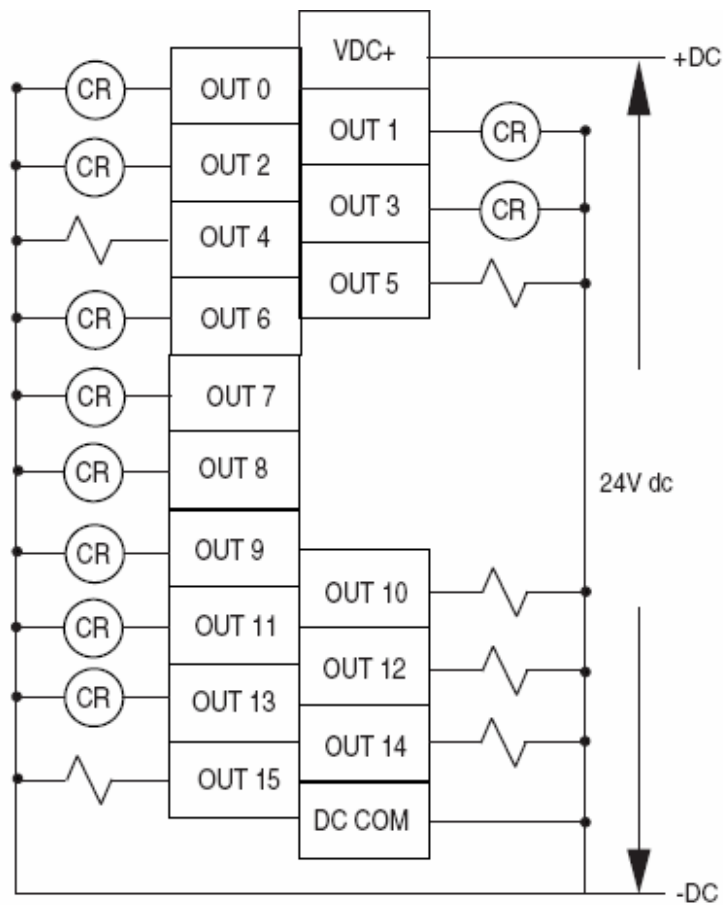 VDC+
+DC
CR OUT 0
OUT 1 CR
CR OUT 2
OUT 3 CR
OUT 4
OUT 5
CR OUT 6
CR OUT 7
CR OUT 8
24V dc
CR OUT 9
OUT 10
CR OUT 11
OUT 12
CR OUT 13
OUT 14
OUT 15
DC COM
-DC